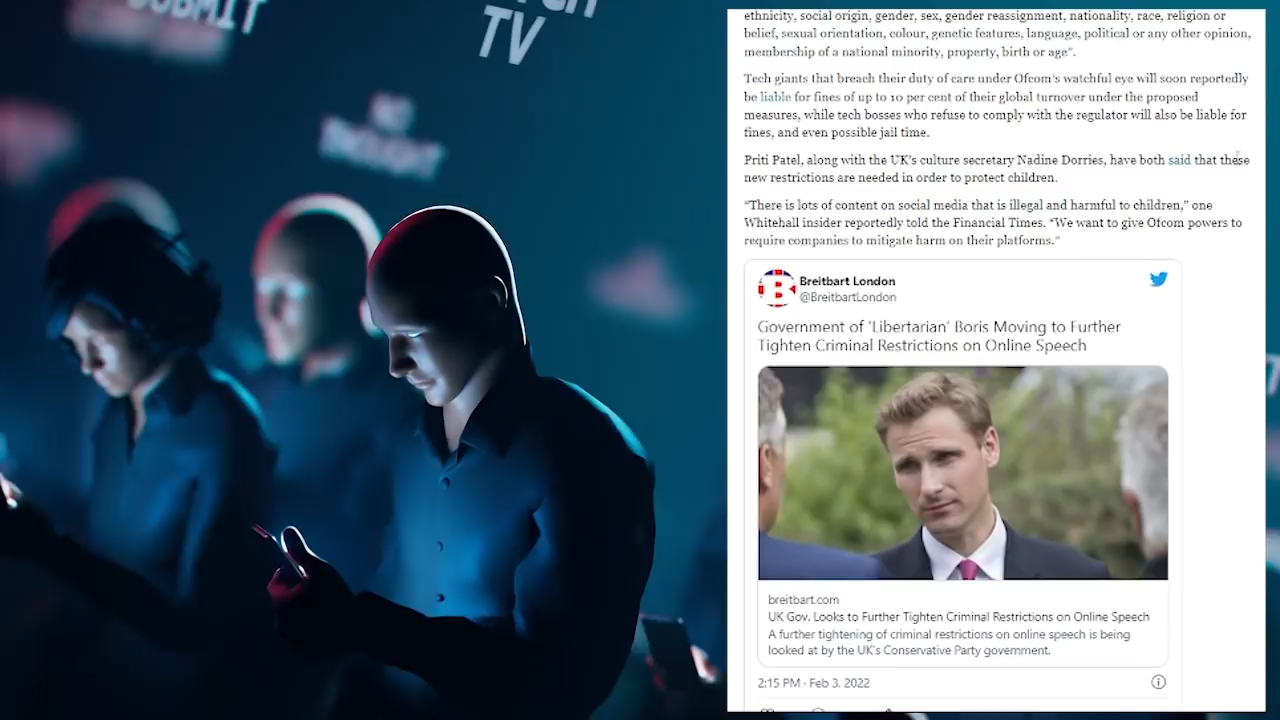 SUBMIT
TV
ethnicity, social origin, gender, sex, gender reassignment, nationality, race, religion or
belief, sexual orientation, colour, genetic features, language, political or any other opinion,
membership of a national minority, property, birth or age”.
Tech giants that breach their duty of care under Ofcom’s watchful eye will soon reportedly
be liable for fines of up to 10 per cent of their global turnover under the proposed
measures, while tech bosses who refuse to comply with the regulator will also be liable for
fines, and even possible jail time.
Priti Patel, along with the UK’s culture secretary Nadine Dorries, have both said that these
new restrictions are needed in order to protect children.
“There is lots of content on social media that is illegal and harmful to children,” one
Whitehall insider reportedly told the Financial Times. “We want to give Ofcom powers to
require companies to mitigate harm on their platforms.”
B
Breitbart London
@BreitbartLondon
Government of 'Libertarian' Boris Moving to Further
Tighten Criminal Restrictions on Online Speech
breitbart.com
UK Gov. Looks to Further Tighten Criminal Restrictions on Online Speech
A further tightening of criminal restrictions on online speech is being
looked at by the UK's Conservative Party government.
2:15 PM · Feb 3, 2022